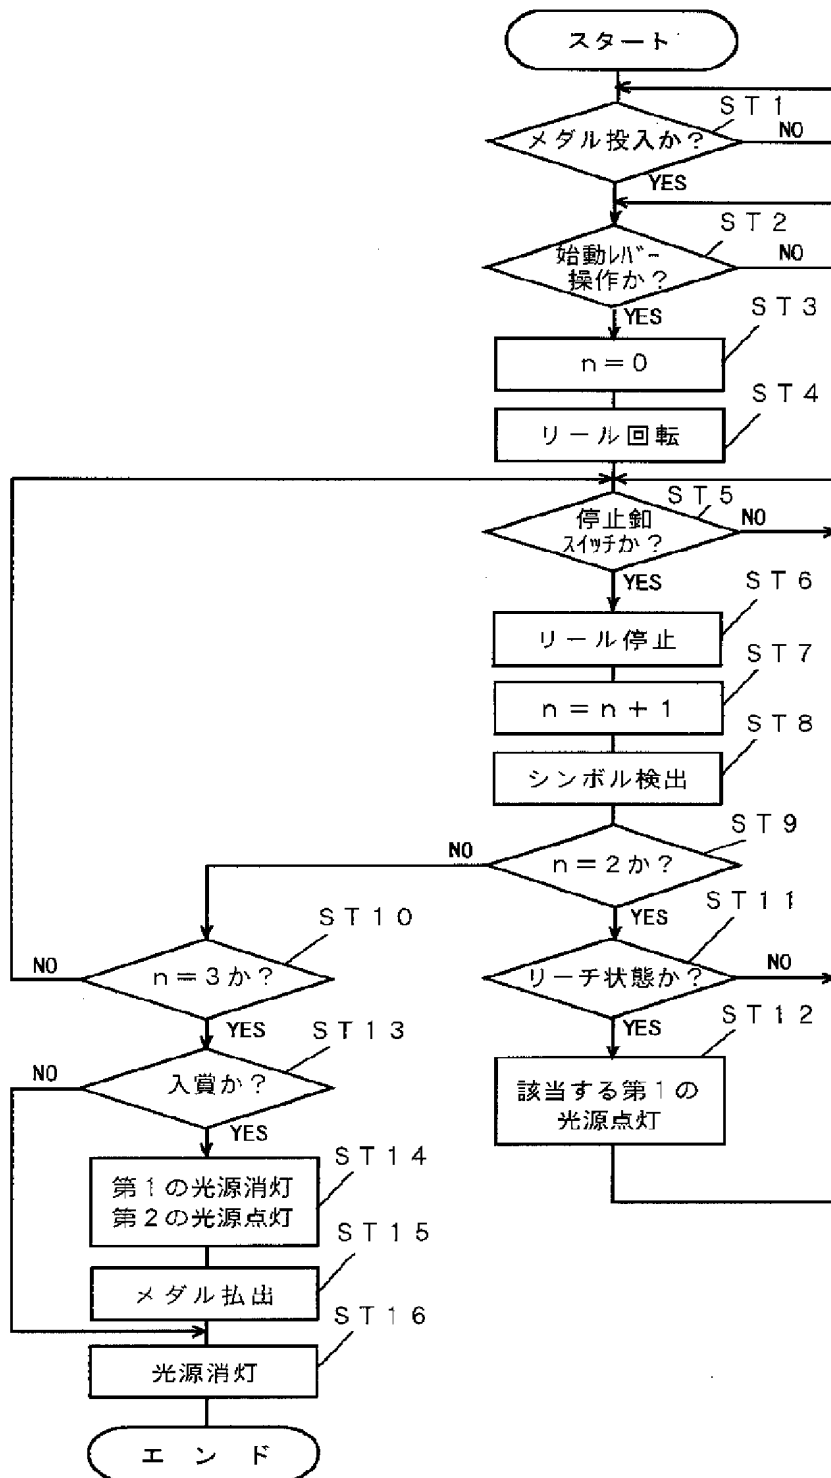 スタート
ST1
メダル投入か?
NO
YES
ST2
始動レバー
操作か?
NO
YES
ST3
n=0
ST4
リール回転
ST5
停止釦
スイッチか?
NO
YES
ST6
リール停止
ST7
n=n+1
ST8
シンボル検出
ST9
n=2か?
NO
YES
ST10
n=3か?
NO
YES
ST11
リーチ状態か?
NO
YES
ST12
該当する第1の
光源点灯
ST13
入賞か?
NO
YES
ST14
第1の光源消灯
第2の光源点灯
ST15
メダル払出
ST16
光源消灯
エンド